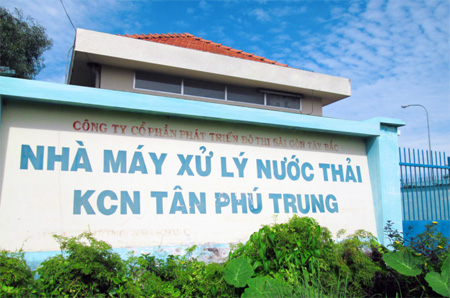 CÔNG TY CỔ PHẦN PHÁT TRIỂN ĐÔ THỊ SÀI GÒN TÂY BẮC
NHÀ MÁY XỬ LÝ NƯỚC THẢI
KCN TÂN PHÚ TRUNG